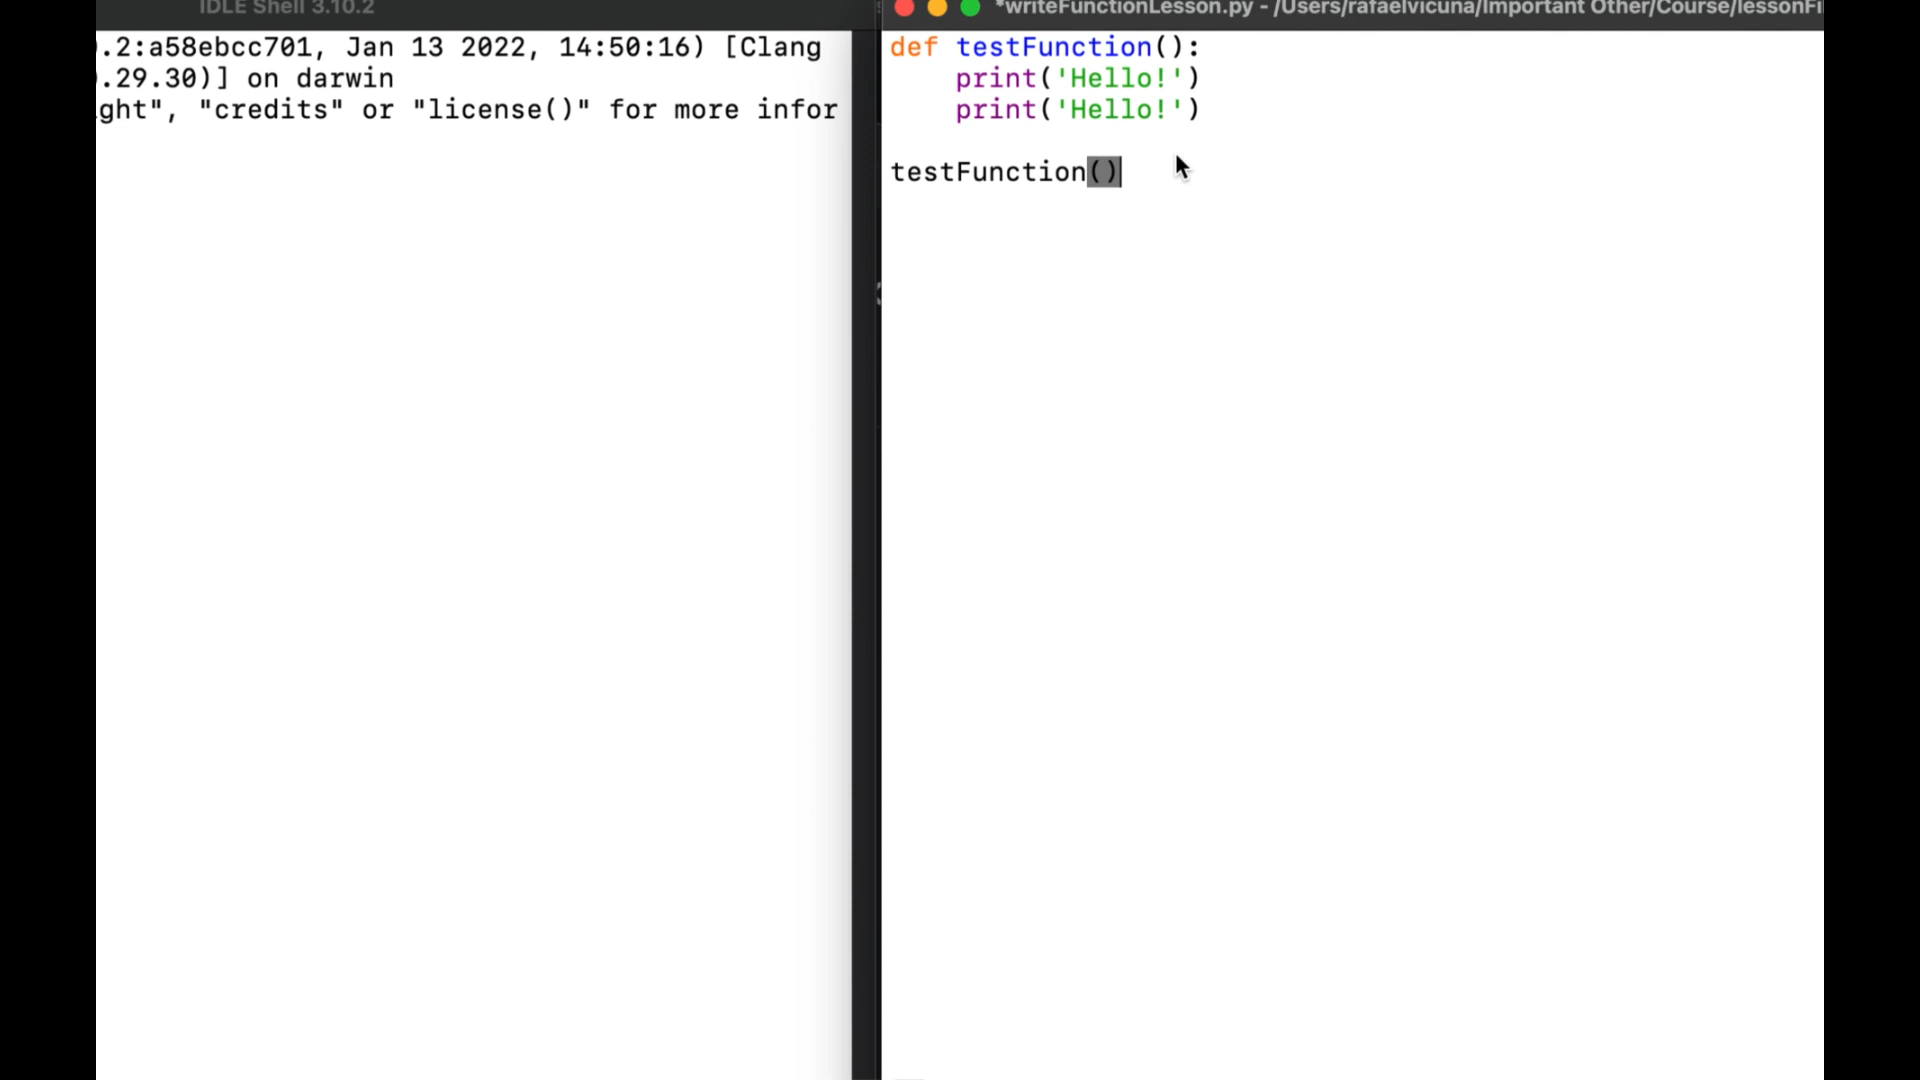 IDLE Shell 3.10.2
.2:a58ebcc701, Jan 13 2022, 14:50:16) [Clang
.29.30)] on darwin
ght", "credits" or "license()" for more infor
*writeFunctionLesson.py - /Users/rafaelvicuna/Important Other/Course/lessonFi
def testFunction():
    print('Hello!')
    print('Hello!')
testFunction()